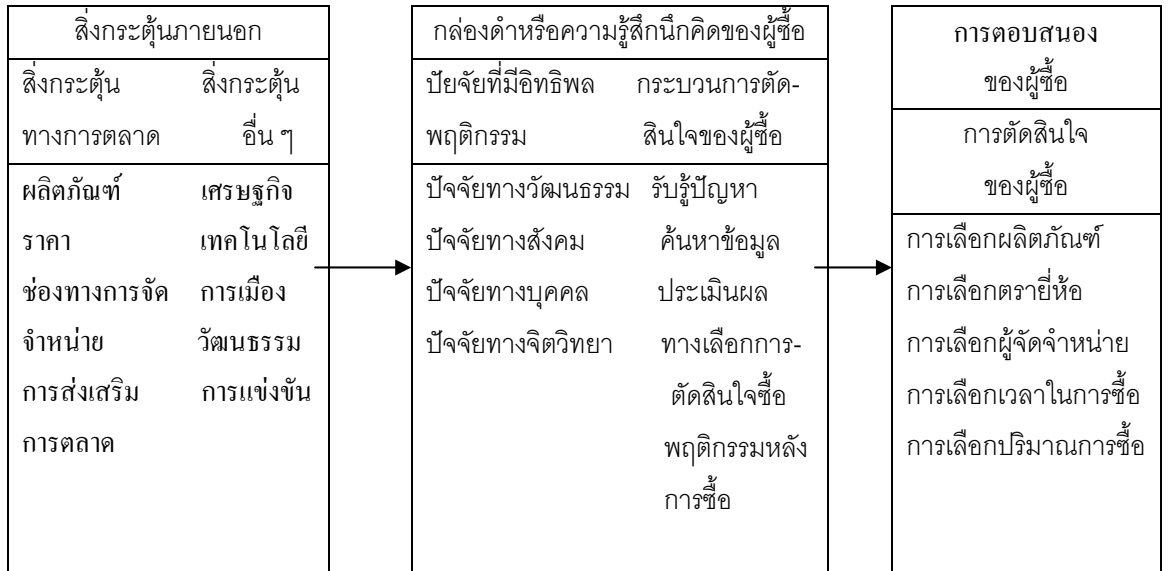 สิ่งกระตุ้นภายนอก
สิ่งกระตุ้น สิ่งกระตุ้น
ทางการตลาด อื่น ๆ
ผลิตภัณฑ์ เศรษฐกิจ
ราคา เทคโนโลยี
ช่องทางการจัด การเมือง
จำหน่าย วัฒนธรรม
การส่งเสริม การแข่งขัน
การตลาด
กล่องดำหรือความรู้สึกนึกคิดของผู้ซื้อ
ปัยจัยที่มีอิทธิพล กระบวนการตัด-
พฤติกรรม สินใจของผู้ซื้อ
ปัจจัยทางวัฒนธรรม รับรู้ปัญหา
ปัจจัยทางสังคม ค้นหาข้อมูล
ปัจจัยทางบุคคล ประเมินผล
ปัจจัยทางจิตวิทยา ทางเลือกการ-
ตัดสินใจซื้อ
พฤติกรรมหลัง
การซื้อ
การตอบสนอง
ของผู้ซื้อ
การตัดสินใจ
ของผู้ซื้อ
การเลือกผลิตภัณฑ์
การเลือกตรายี่ห้อ
การเลือกผู้จัดจำหน่าย
การเลือกเวลาในการซื้อ
การเลือกปริมาณการซื้อ